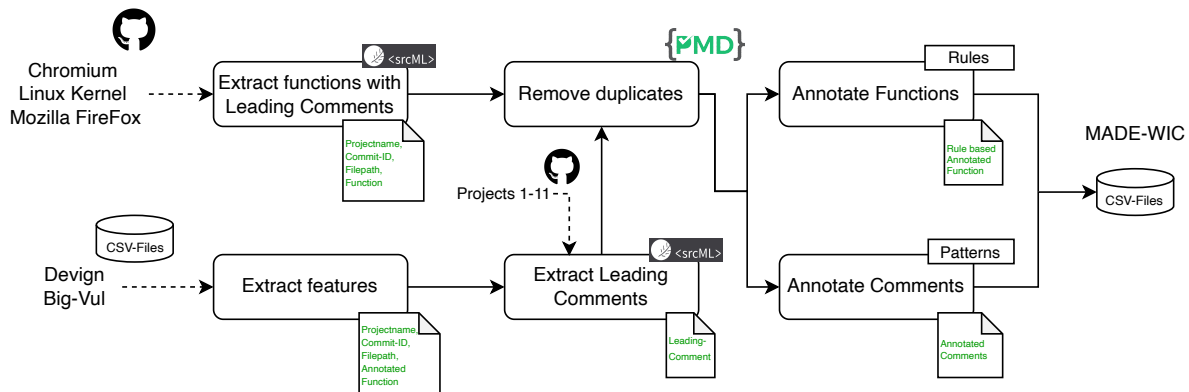 Chromium
Linux Kernel
Mozilla FireFox
<srcML>
Extract functions with
Leading Comments
Projectname,
Commit-ID,
Filepath,
Function
{PMD}
Remove duplicates
Rules
Annotate Functions
Rule based
Annotated
Function
MADE-WIC
CSV-Files
Projects 1-11
CSV-Files
Devign
Big-Vul
Extract features
Projectname,
Commit-ID,
Filepath,
Annotated
Function
<srcML>
Extract Leading
Comments
Leading-
Comment
Patterns
Annotate Comments
Annotated
Comments